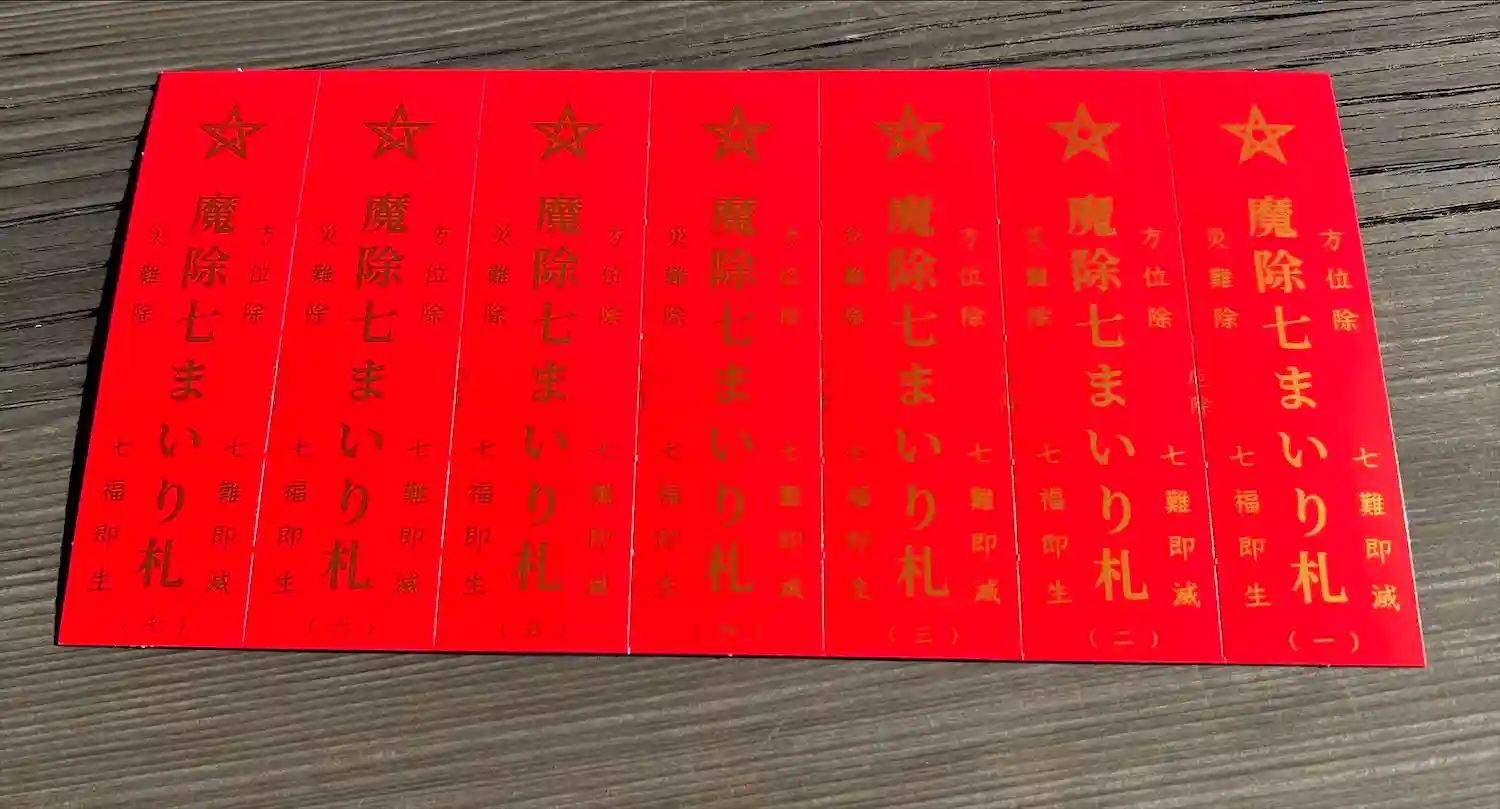 方位除
七難即滅
魔除七まいり札
災難除
七福即生
（一）
方位除
七難即滅
魔除七まいり札
災難除
七福即生
（二）
方位除
七難即滅
魔除七まいり札
災難除
七福即生
（三）
方位除
七難即滅
魔除七まいり札
災難除
七福即生
（四）
方位除
七難即滅
魔除七まいり札
災難除
七福即生
（五）
方位除
七難即滅
魔除七まいり札
災難除
七福即生
（六）
方位除
七難即滅
魔除七まいり札
災難除
七福即生
（七）